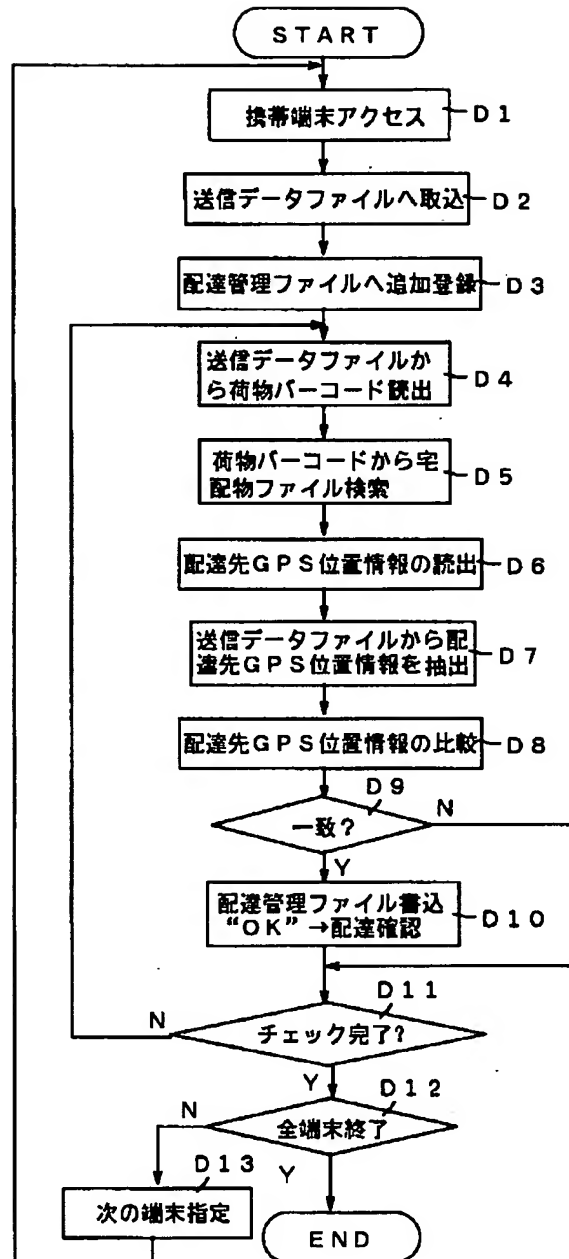 START
携帯端末アクセス
D1
送信データファイルへ取込
D2
配達管理ファイルへ追加登録
D3
送信データファイルか
ら荷物バーコード読出
D4
荷物バーコードから宅
配物ファイル検索
D5
配達先GPS位置情報の読出
D6
送信データファイルから配
達先GPS位置情報を抽出
D7
配達先GPS位置情報の比較
D8
D9
一致?
N
Y
配達管理ファイル書込
“OK”→配達確認
D10
D11
チェック完了?
N
Y
D12
全端末終了
N
Y
D13
次の端末指定
END